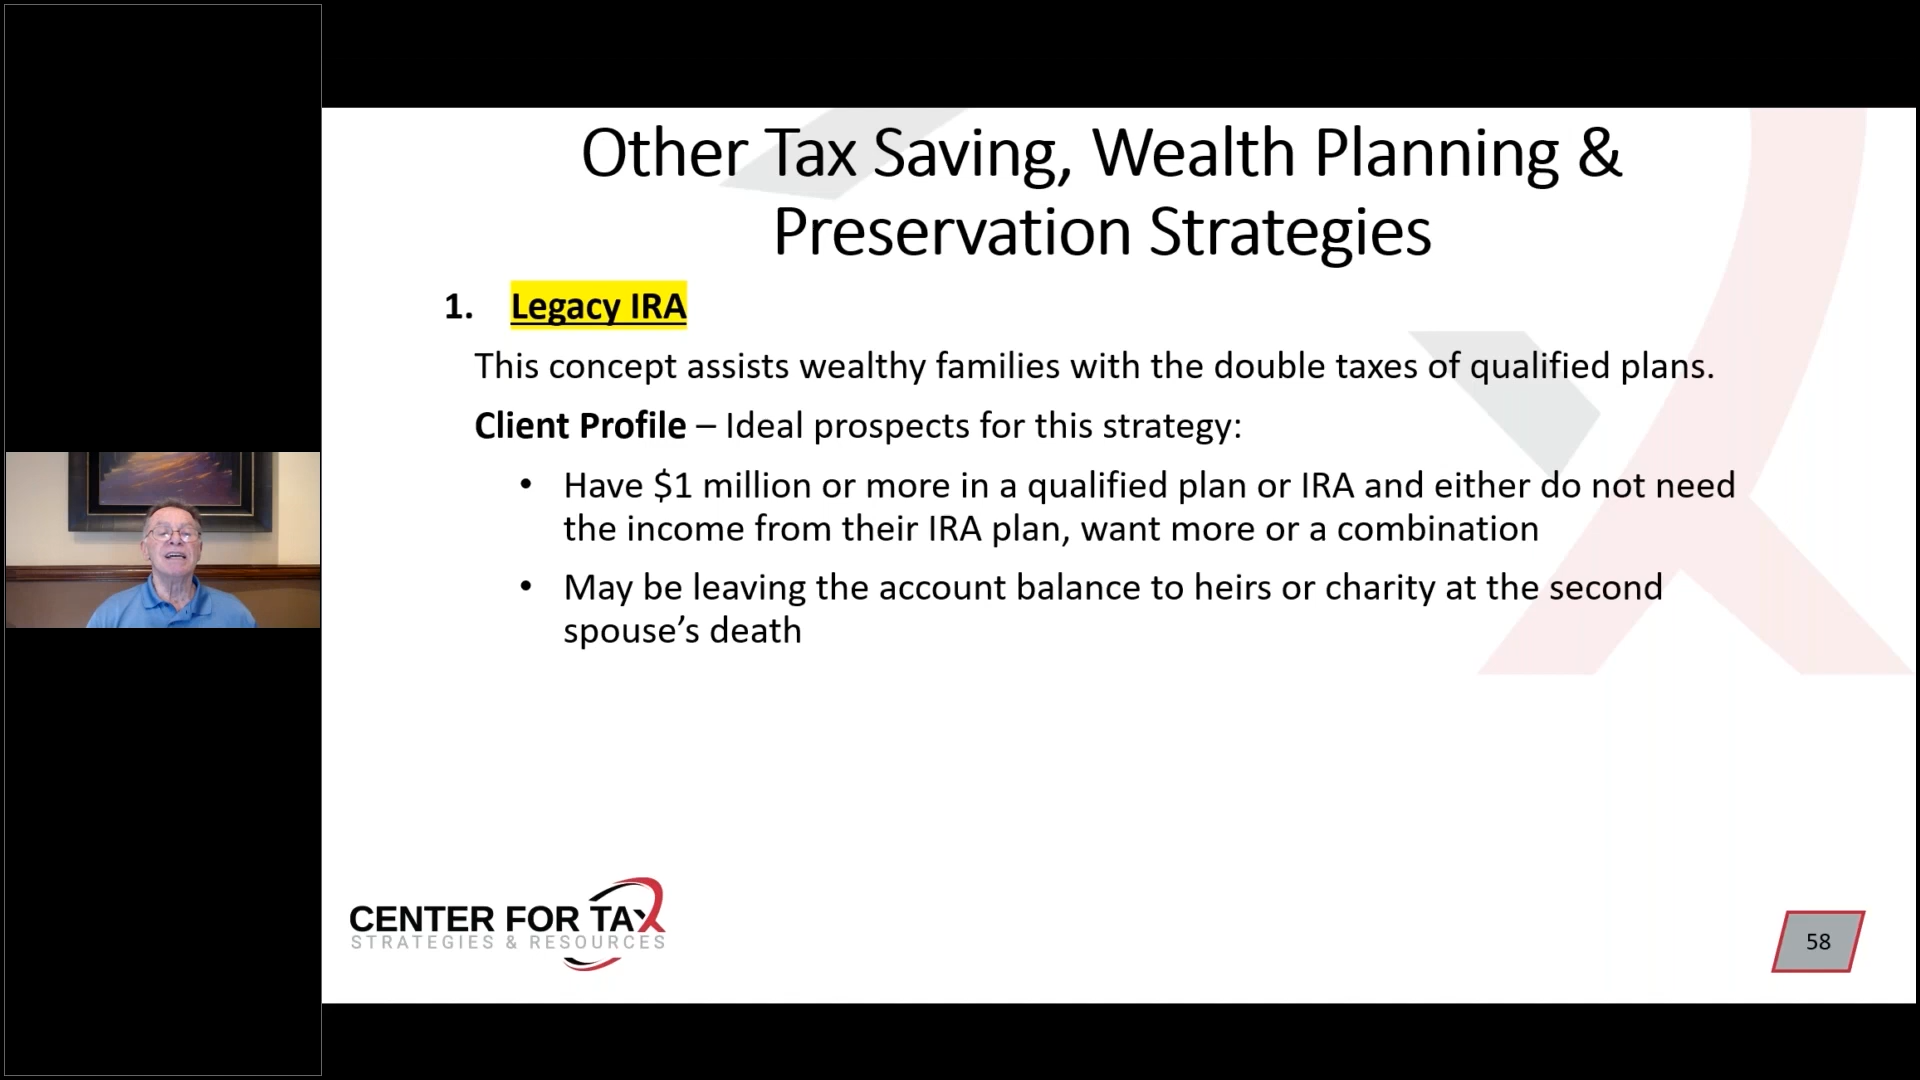 Other Tax Saving, Wealth Planning &
Preservation Strategies
1. Legacy IRA
This concept assists wealthy families with the double taxes of qualified plans.
Client Profile – Ideal prospects for this strategy:
• Have $1 million or more in a qualified plan or IRA and either do not need
the income from their IRA plan, want more or a combination
• May be leaving the account balance to heirs or charity at the second
spouse’s death
CENTER FOR TAX
STRATEGIES & RESOURCES
58